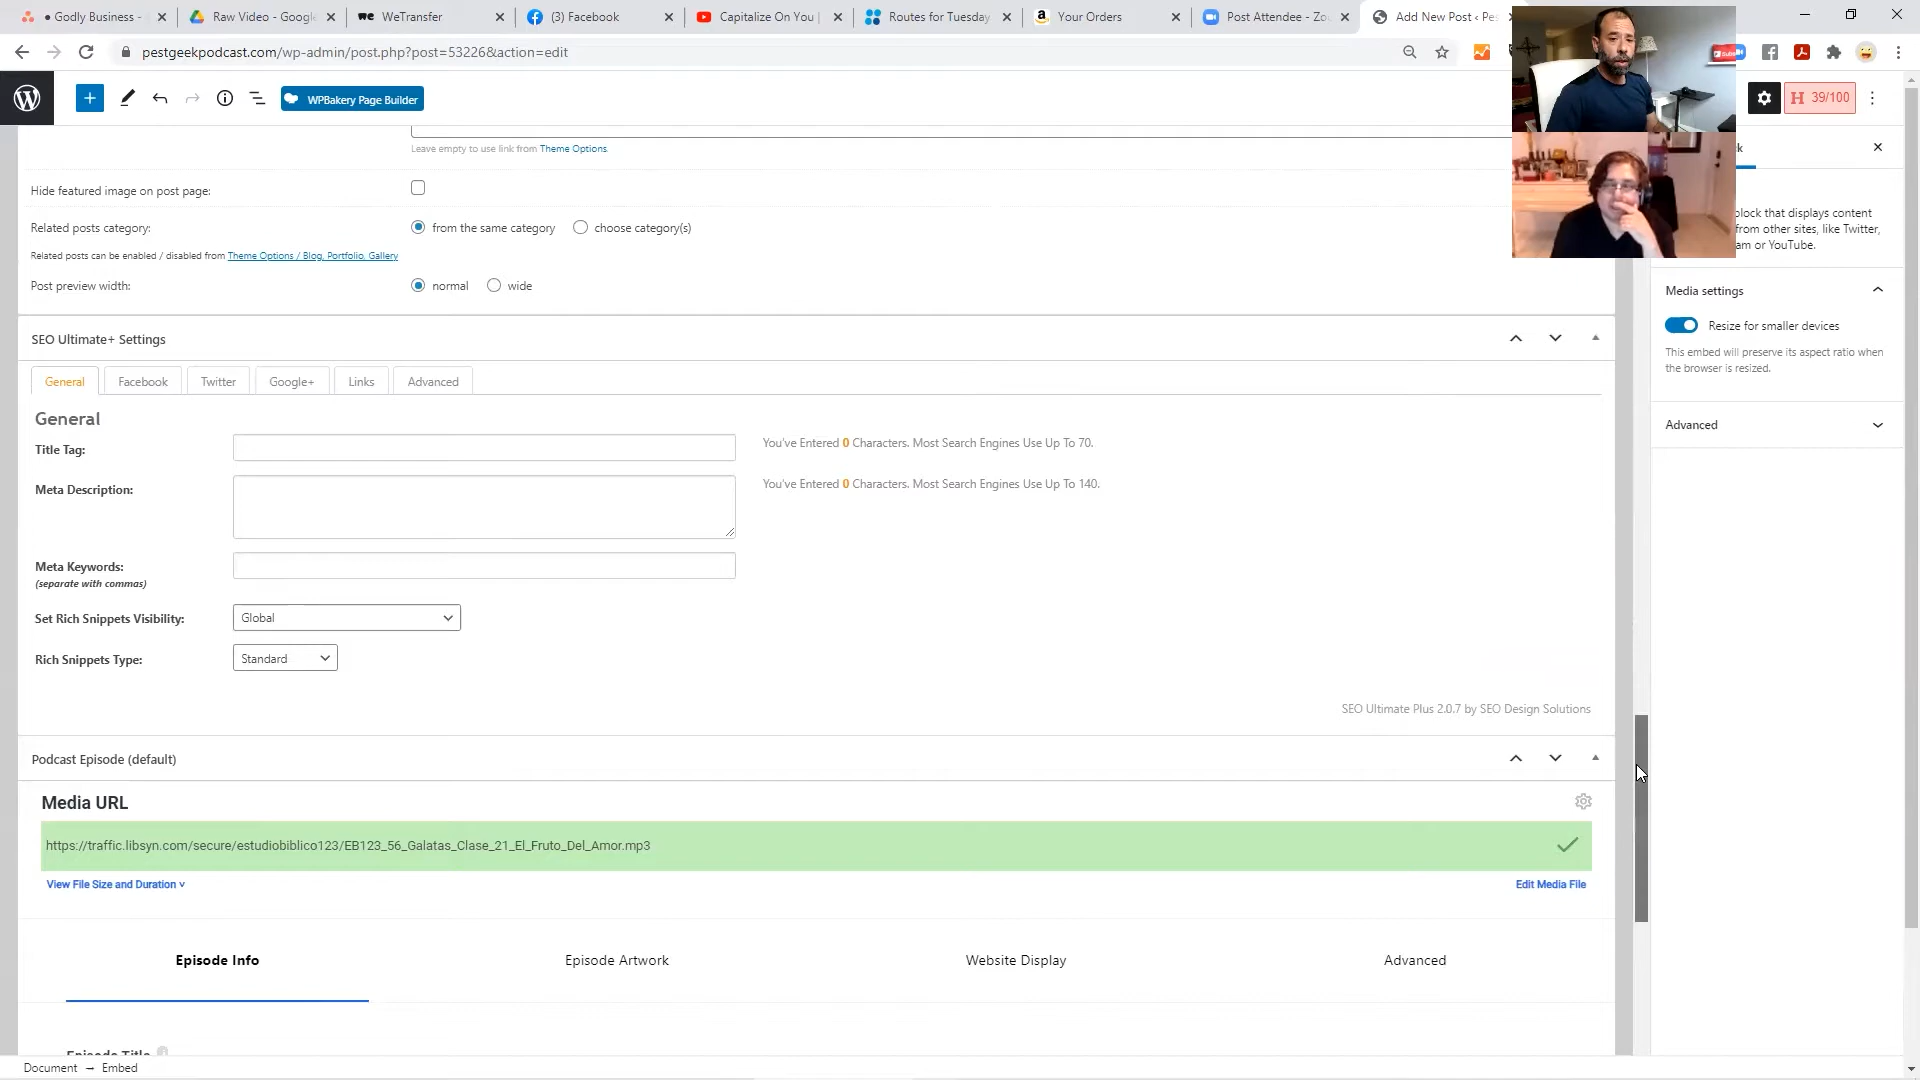 ● Godly Business -
Raw Video - Google
WeTransfer
(3) Facebook
Capitalize On You
Routes for Tuesday
Your Orders
Post Attendee - Zoo
Add New Post ‹ Pes
pestgeekpodcast.com/wp-admin/post.php?post=53226&action=edit
WPBakery Page Builder
H 39/100
Leave empty to use link from Theme Options.
Hide featured image on post page:
Related posts category:
from the same category
choose category(s)
Related posts can be enabled / disabled from Theme Options / Blog, Portfolio, Gallery
Post preview width:
normal
wide
SEO Ultimate+ Settings
General
Facebook
Twitter
Google+
Links
Advanced
General
Title Tag:
You've Entered 0 Characters. Most Search Engines Use Up To 70.
Meta Description:
You've Entered 0 Characters. Most Search Engines Use Up To 140.
Meta Keywords:
(separate with commas)
Set Rich Snippets Visibility:
Global
Rich Snippets Type:
Standard
SEO Ultimate Plus 2.0.7 by SEO Design Solutions
Podcast Episode (default)
Media URL
https://traffic.libsyn.com/secure/estudiobiblico123/EB123_56_Galatas_Clase_21_El_Fruto_Del_Amor.mp3
View File Size and Duration v
Edit Media File
Episode Info
Episode Artwork
Website Display
Advanced
Episode Title
Document → Embed
block that displays content
from other sites, like Twitter,
am or YouTube.
Media settings
Resize for smaller devices
This embed will preserve its aspect ratio when
the browser is resized.
Advanced